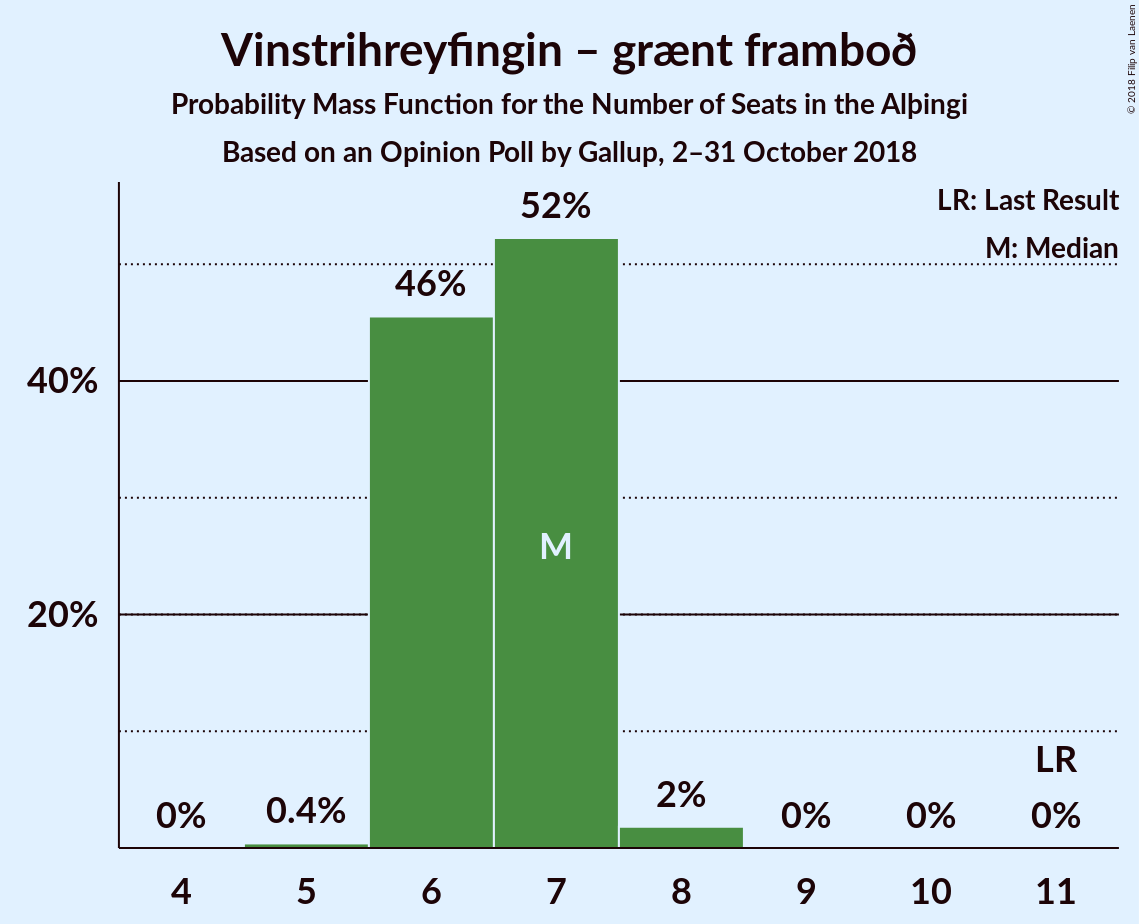 Vinstrihreyfingin – grænt framboð
Probability Mass Function for the Number of Seats in the Alþingi
Based on an Opinion Poll by Gallup, 2–31 October 2018
© 2018 Filip van Laenen
LR: Last Result
M: Median
52%
46%
40%
M
20%
LR
0% 0.4% 2% 0% 0% 0%
4 5 6 7 8 9 10 11